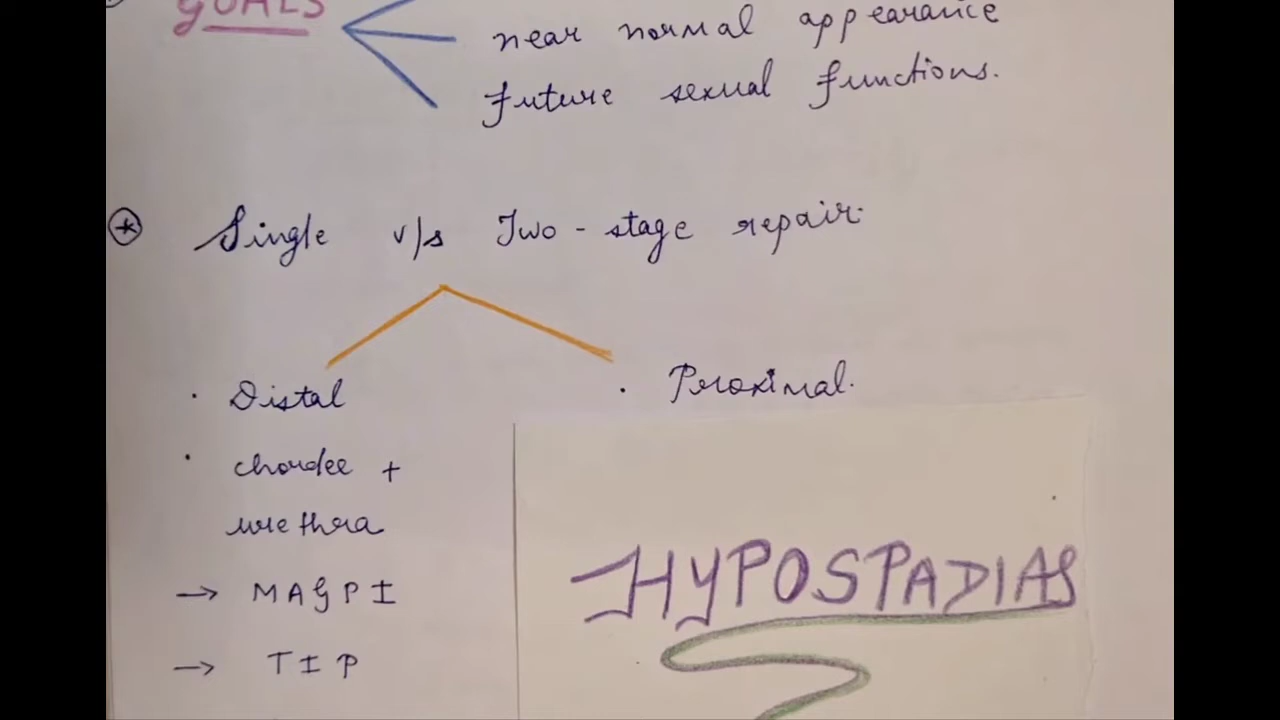 GOALS
near normal appearance
future sexual functions.
* Single v/s Two-stage repair.
• Distal
• Proximal.
• chordee +
urethra
→ MAGPI
→ TIP
HYPOSPADIAS